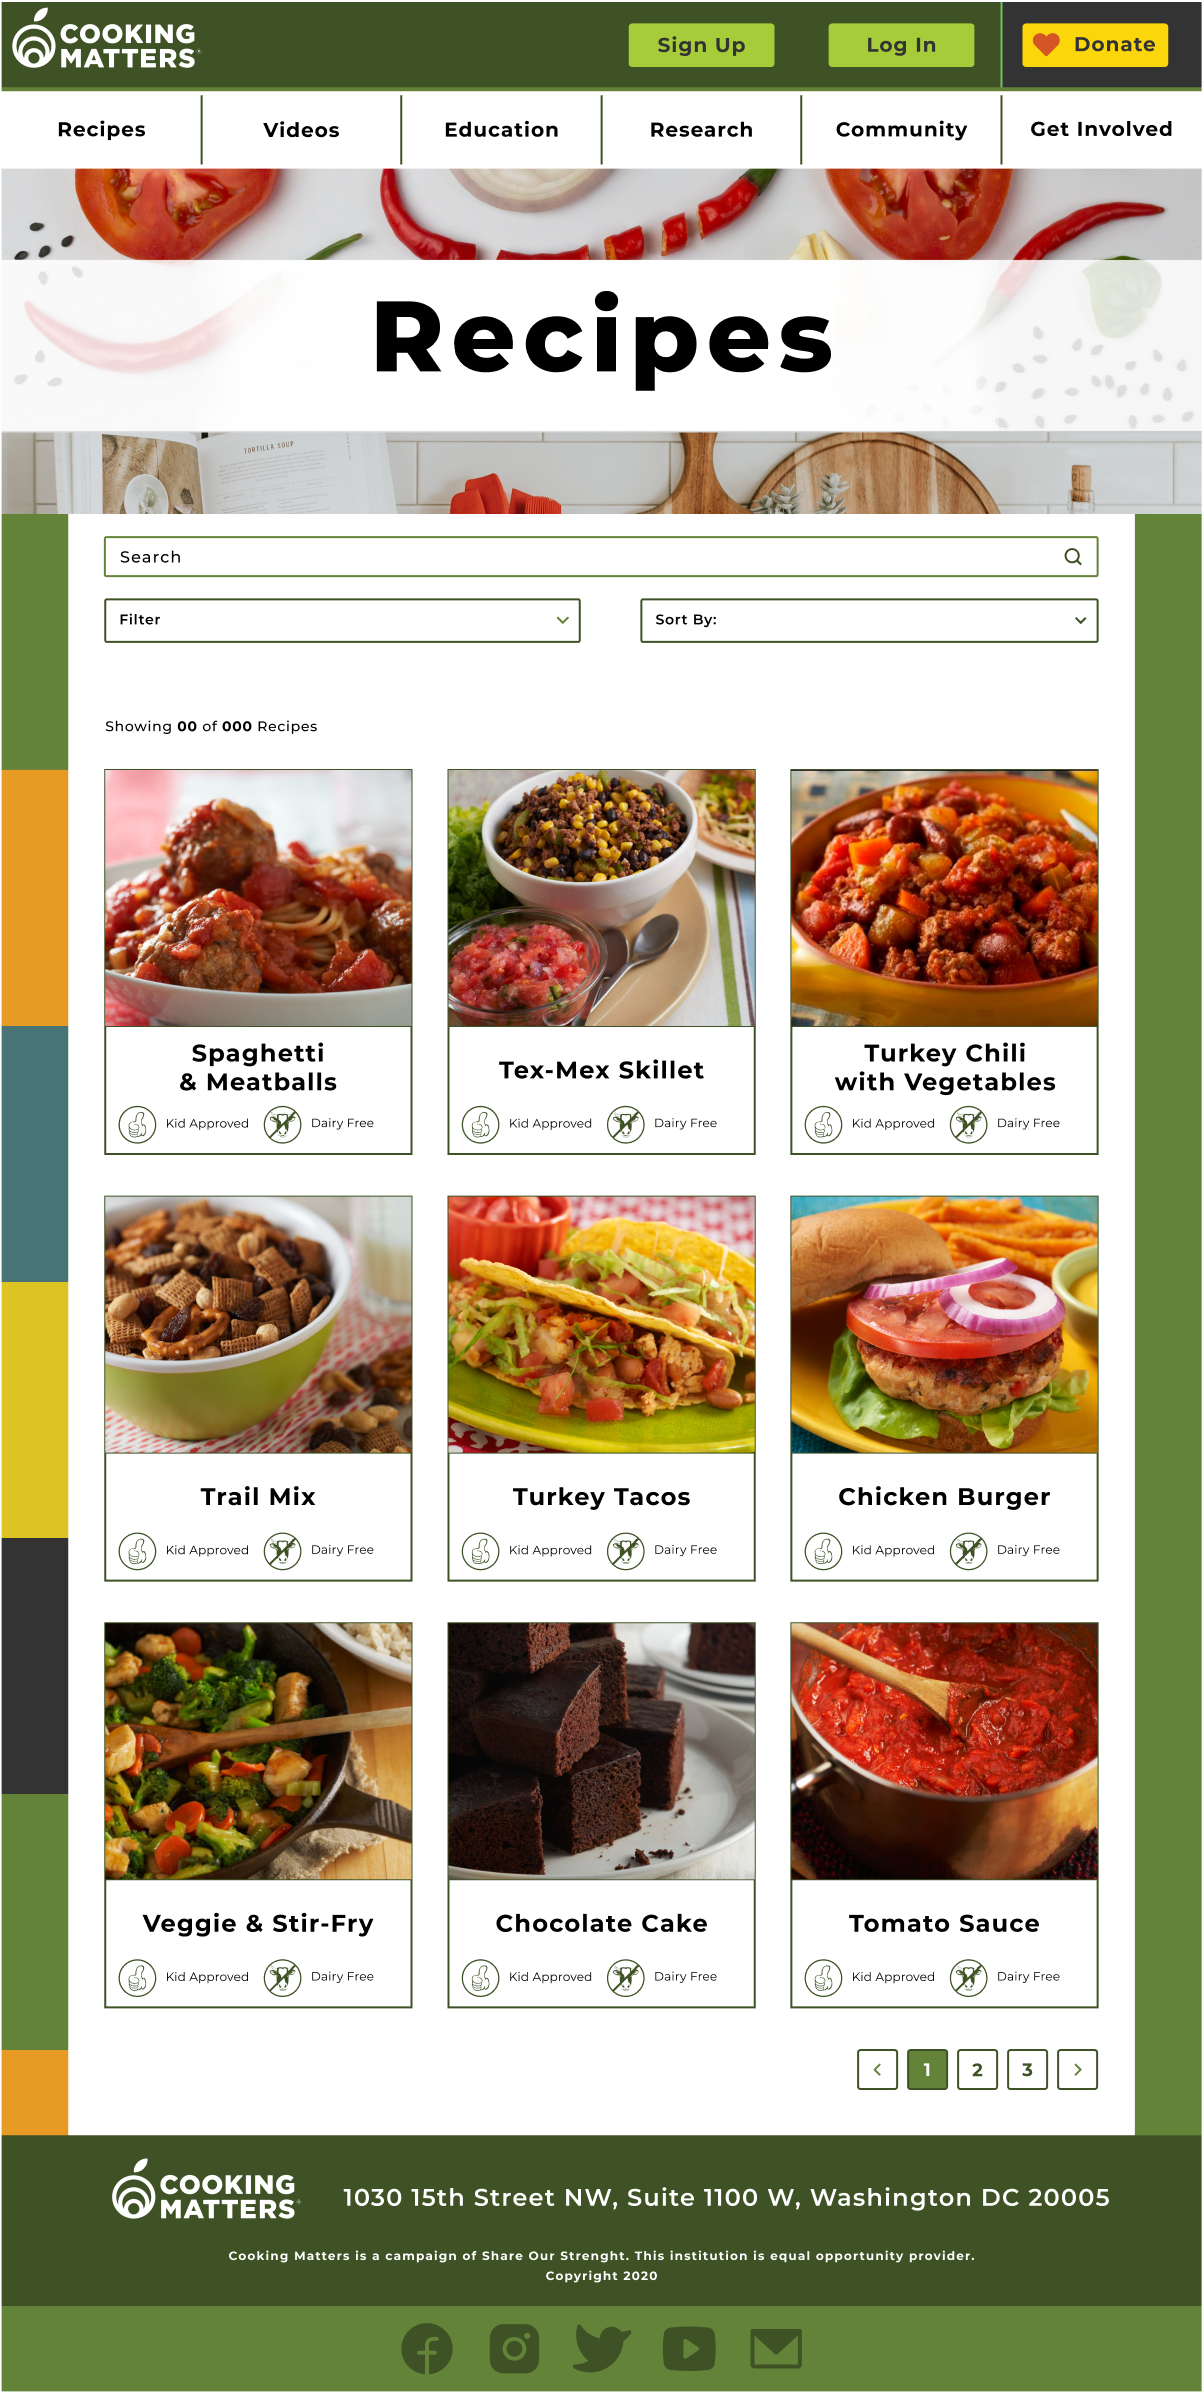 COOKING
MATTERS
Sign Up
Log In
Donate
Recipes
Videos
Education
Research
Community
Get Involved
Recipes
TORTILLA SOUP
Search
Filter
Sort By:
Showing 00 of 000 Recipes
Spaghetti
& Meatballs
Kid Approved
Dairy Free
Tex-Mex Skillet
Kid Approved
Dairy Free
Turkey Chili
with Vegetables
Kid Approved
Dairy Free
Trail Mix
Kid Approved
Dairy Free
Turkey Tacos
Kid Approved
Dairy Free
Chicken Burger
Kid Approved
Dairy Free
Veggie & Stir-Fry
Kid Approved
Dairy Free
Chocolate Cake
Kid Approved
Dairy Free
Tomato Sauce
Kid Approved
Dairy Free
1
2
3
COOKING
MATTERS
1030 15th Street NW, Suite 1100 W, Washington DC 20005
Cooking Matters is a campaign of Share Our Strenght. This institution is equal opportunity provider.
Copyright 2020